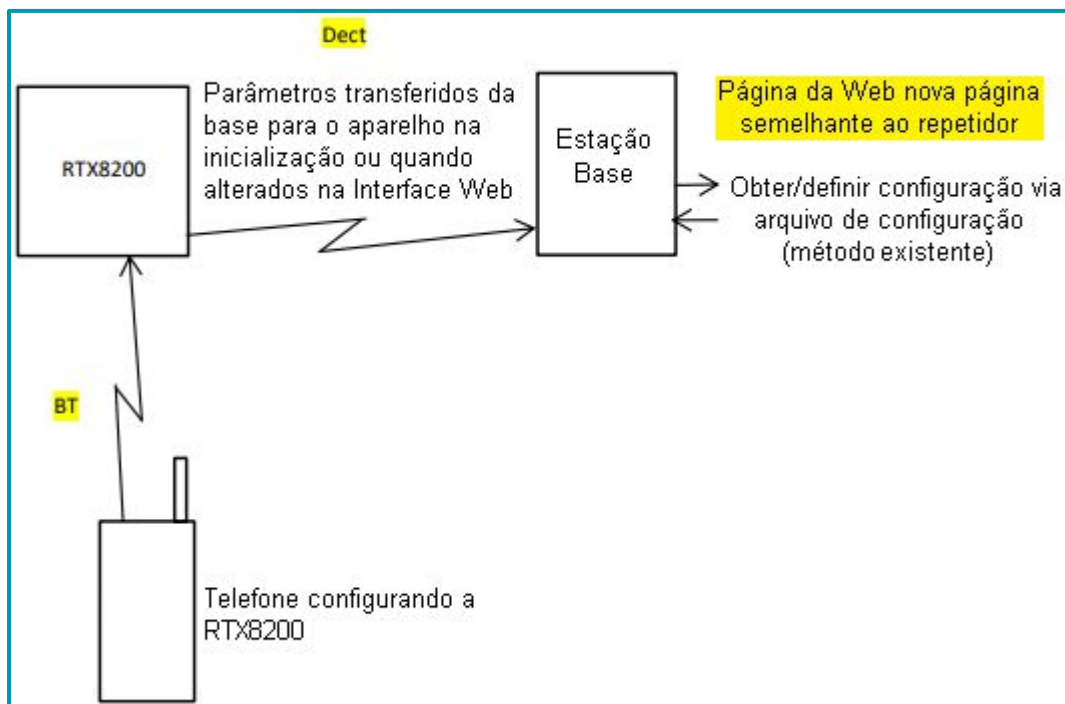 Dect
Parâmetros transferidos da
base para o aparelho na
inicialização ou quando
alterados na Interface Web
RTX8200
Estação
Base
Página da Web nova página
semelhante ao repetidor
Obter/definir configuração via
arquivo de configuração
(método existente)
BT
Telefone configurando a
RTX8200